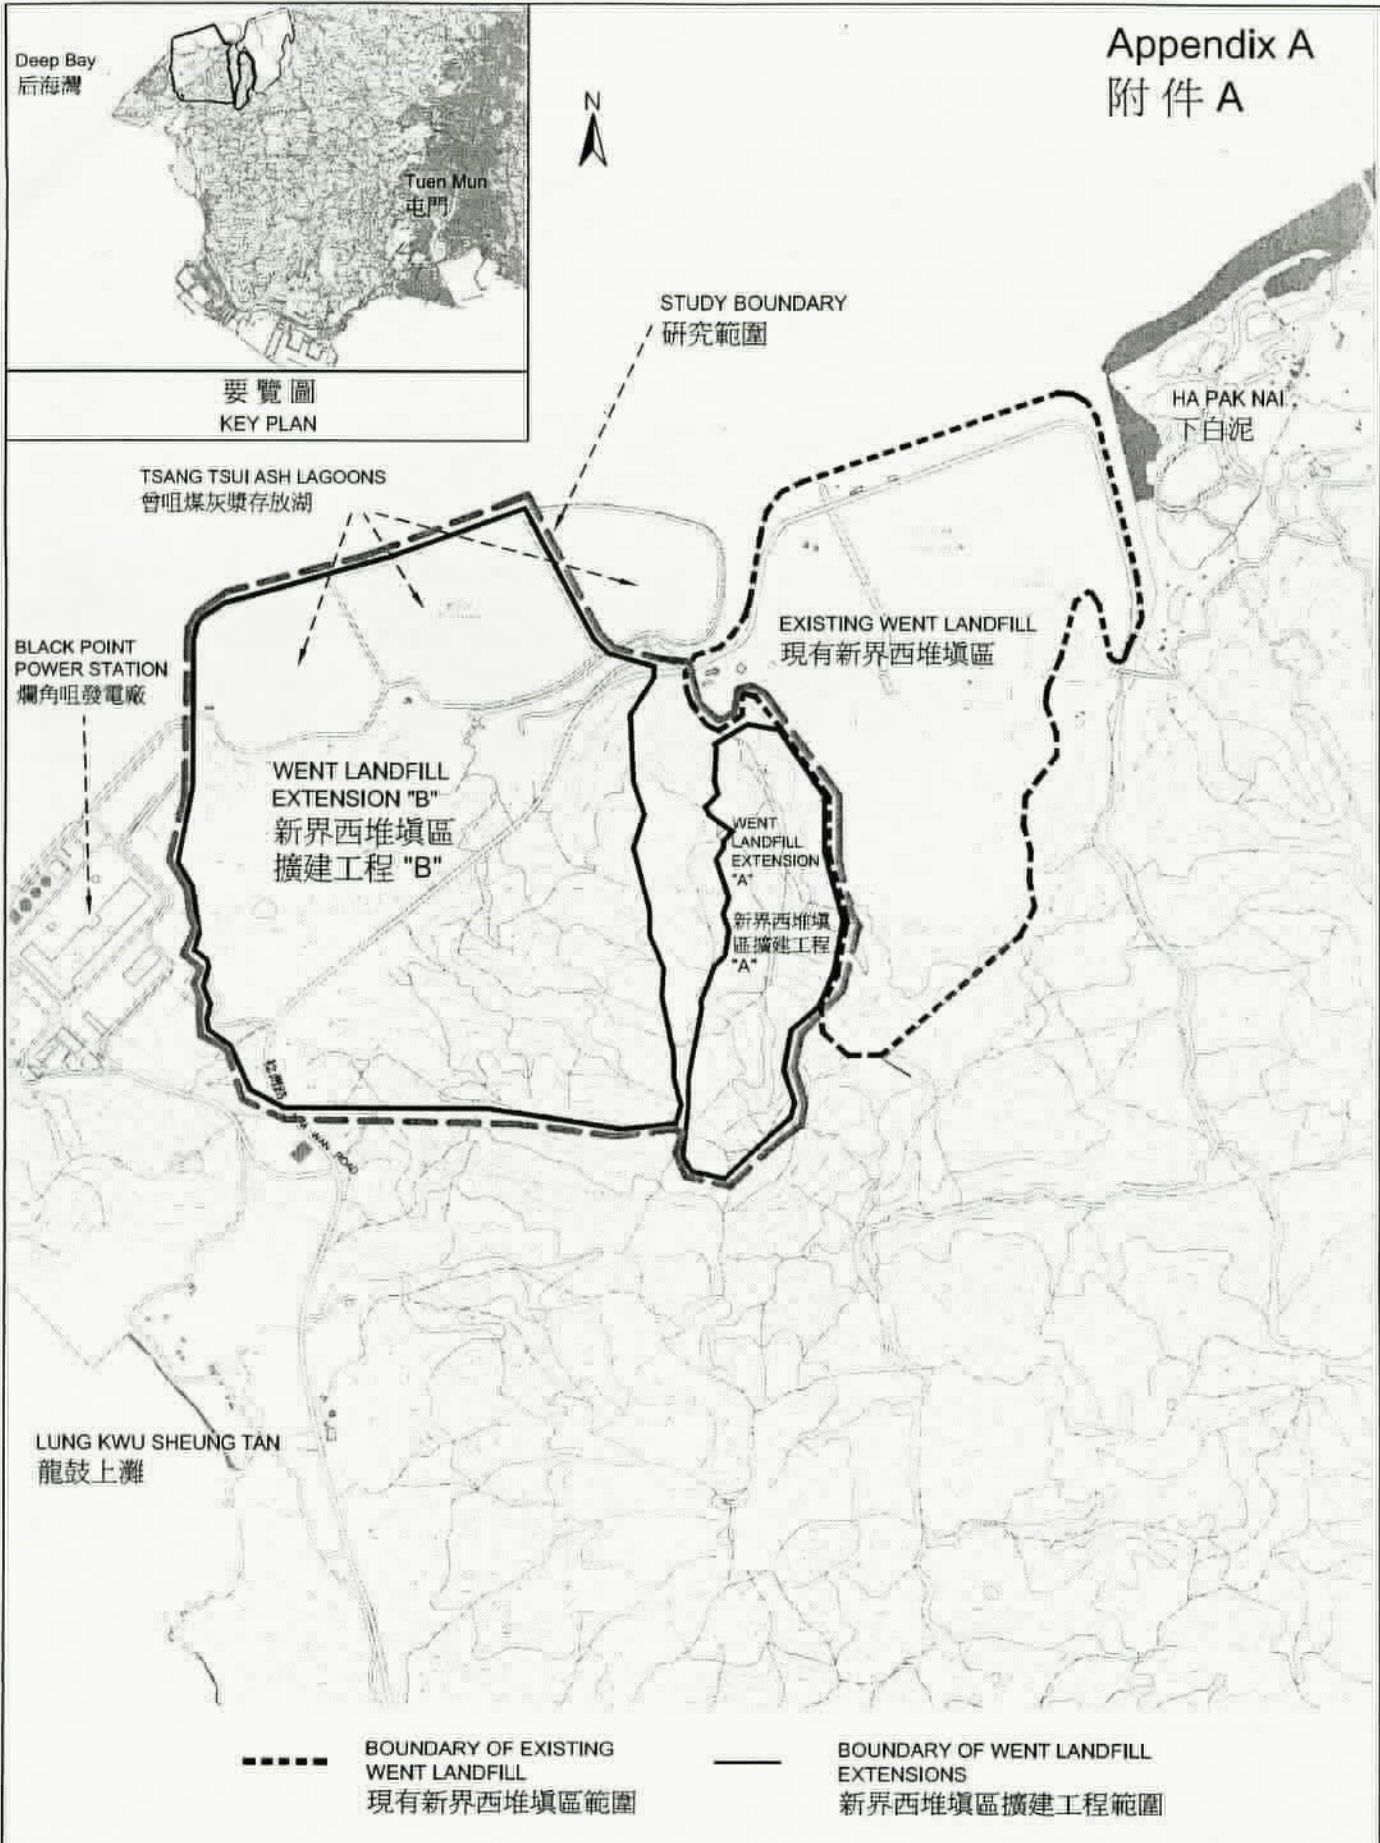 Appendix A
附件 A
Deep Bay
后海灣
Tuen Mun
屯門
要覽圖
KEY PLAN
N
STUDY BOUNDARY
研究範圍
HA PAK NAI
下白泥
TSANG TSUI ASH LAGOONS
曾咀煤灰漿存放湖
EXISTING WENT LANDFILL
現有新界西堆填區
BLACK POINT
POWER STATION
爛角咀發電廠
WENT LANDFILL
EXTENSION "B"
新界西堆填區
擴建工程 "B"
WENT
LANDFILL
EXTENSION
"A"
新界西堆填
區擴建工程
"A"
WAN ROAD
LUNG KWU SHEUNG TAN
龍鼓上灘
BOUNDARY OF EXISTING
WENT LANDFILL
現有新界西堆填區範圍
BOUNDARY OF WENT LANDFILL
EXTENSIONS
新界西堆填區擴建工程範圍